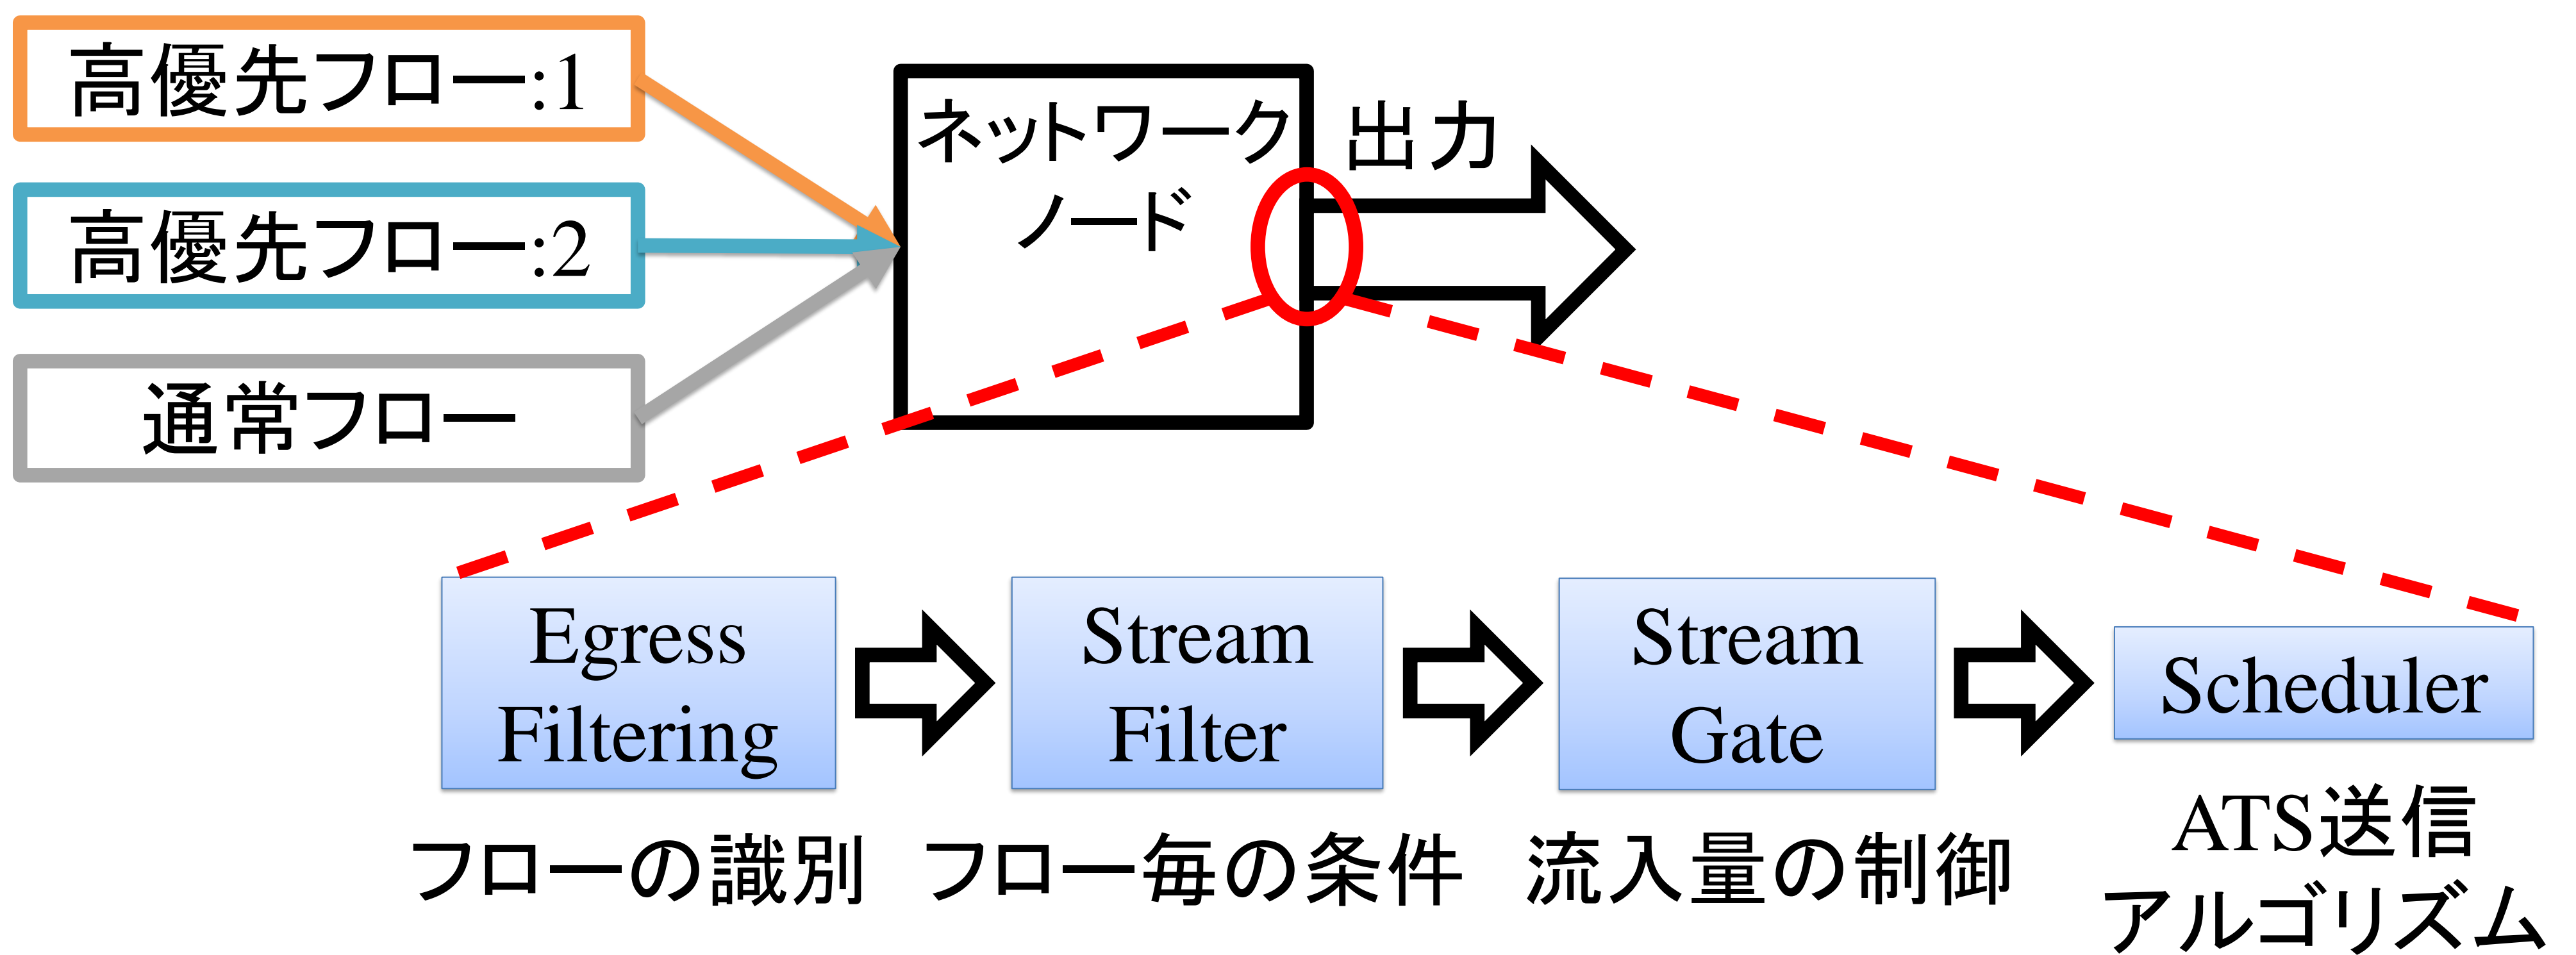 高優先フロー:1
高優先フロー:2
通常フロー
ネットワーク
ノード
出力
Egress
Filtering
Stream
Filter
Stream
Gate
Scheduler
フローの識別
フロー毎の条件
流入量の制御
ATS送信
アルゴリズム